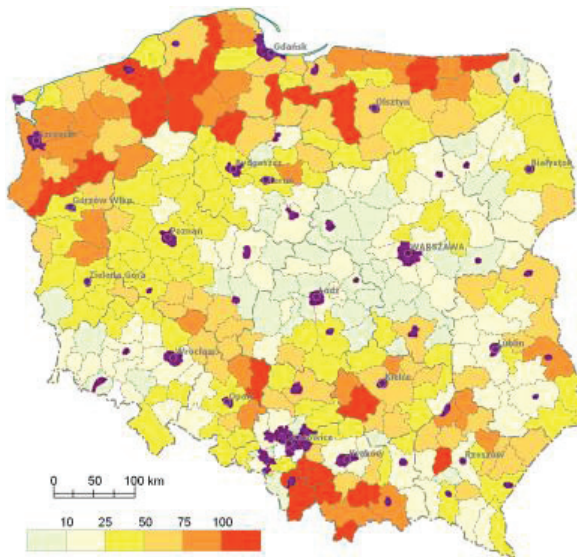 Gdańsk
Olsztyn
Szczecin
Bydgoszcz
Toruń
Białystok
Gorzów Wlkp.
Poznań
WARSZAWA
Zielona Góra
Łódź
Wrocław
Lublin
Opole
Kielce
Katowice
Kraków
Rzeszów
0 50 100 km
10 25 50 75 100